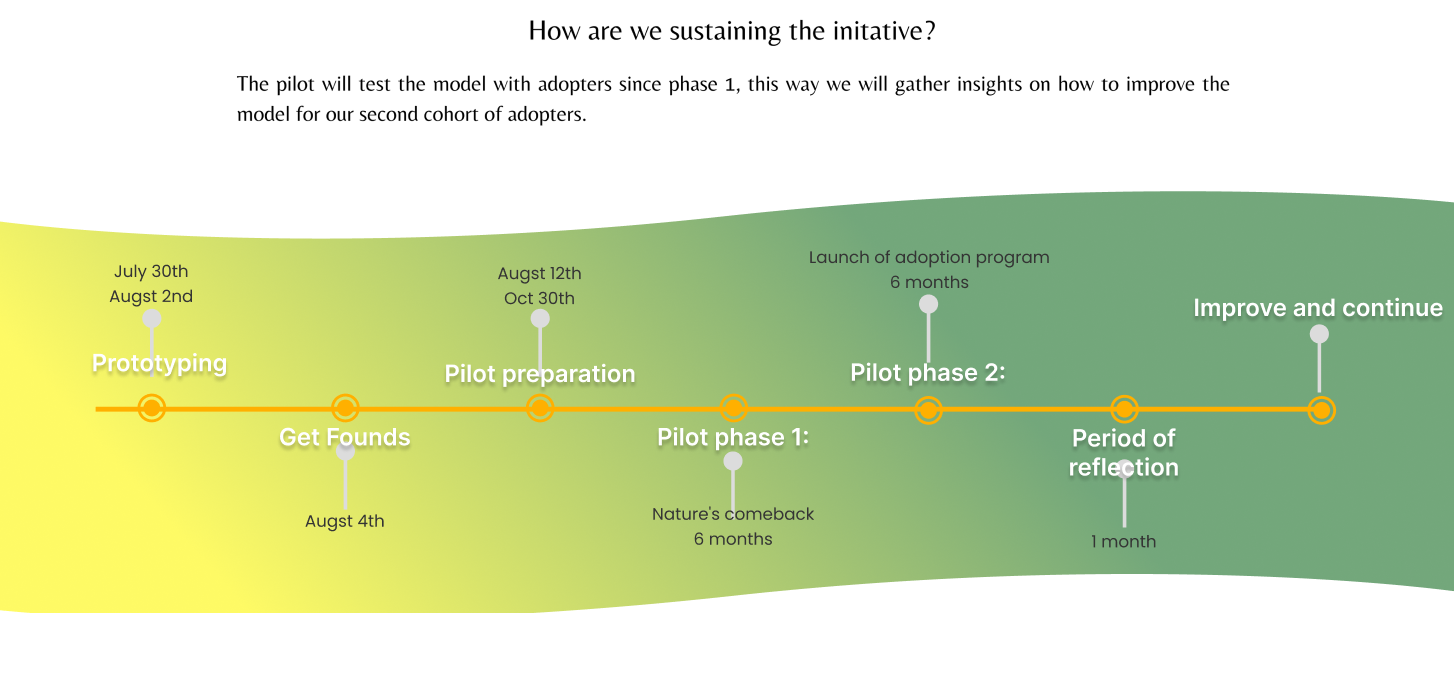 How are we sustaining the initative?
The pilot will test the model with adopters since phase 1, this way we will gather insights on how to improve the
model for our second cohort of adopters.
July 30th
Augst 2nd
Prototyping
Get Founds
Augst 4th
Augst 12th
Oct 30th
Pilot preparation
Pilot phase 1:
Nature's comeback
6 months
Launch of adoption program
6 months
Pilot phase 2:
Period of
reflection
1 month
Improve and continue